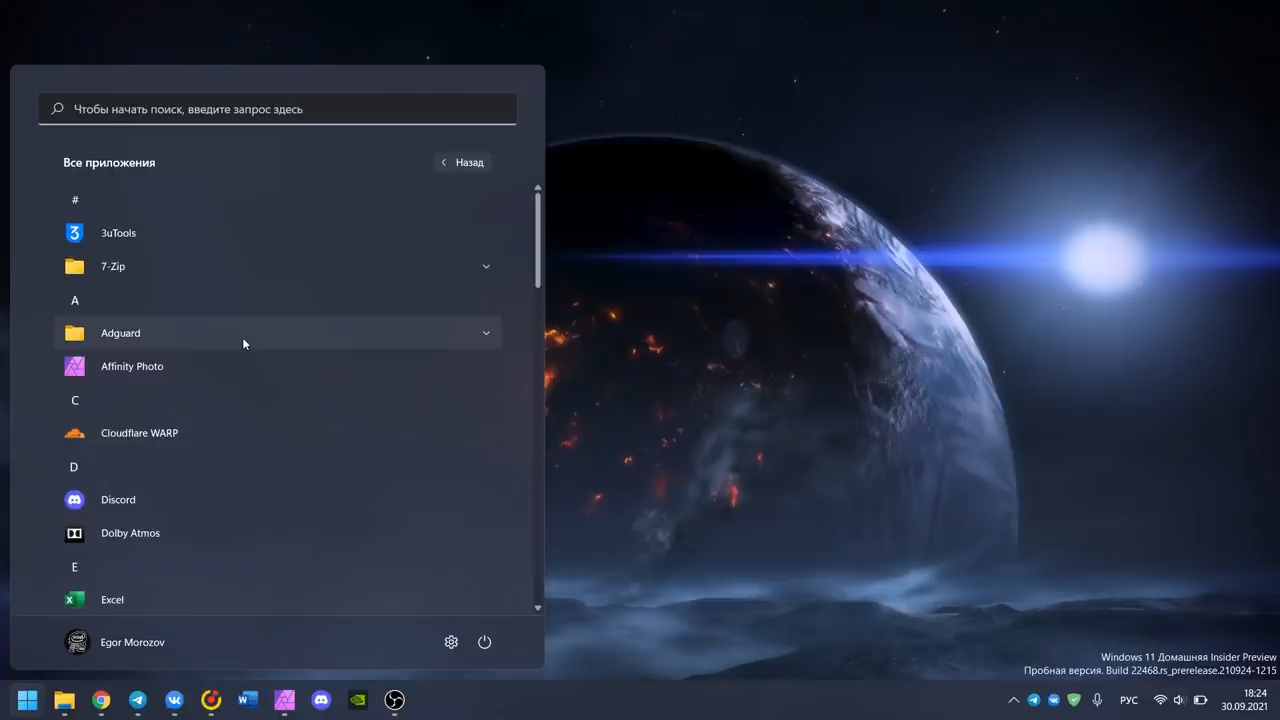 Чтобы начать поиск, введите запрос здесь
Все приложения
Назад
#
3uTools
7-Zip
A
Adguard
Affinity Photo
C
Cloudflare WARP
D
Discord
Dolby Atmos
E
Excel
Egor Morozov
Windows 11 Домашняя Insider Preview
Пробная версия. Build 22468.rs_prerelease.210924-1215
РУС
18:24
30.09.2021